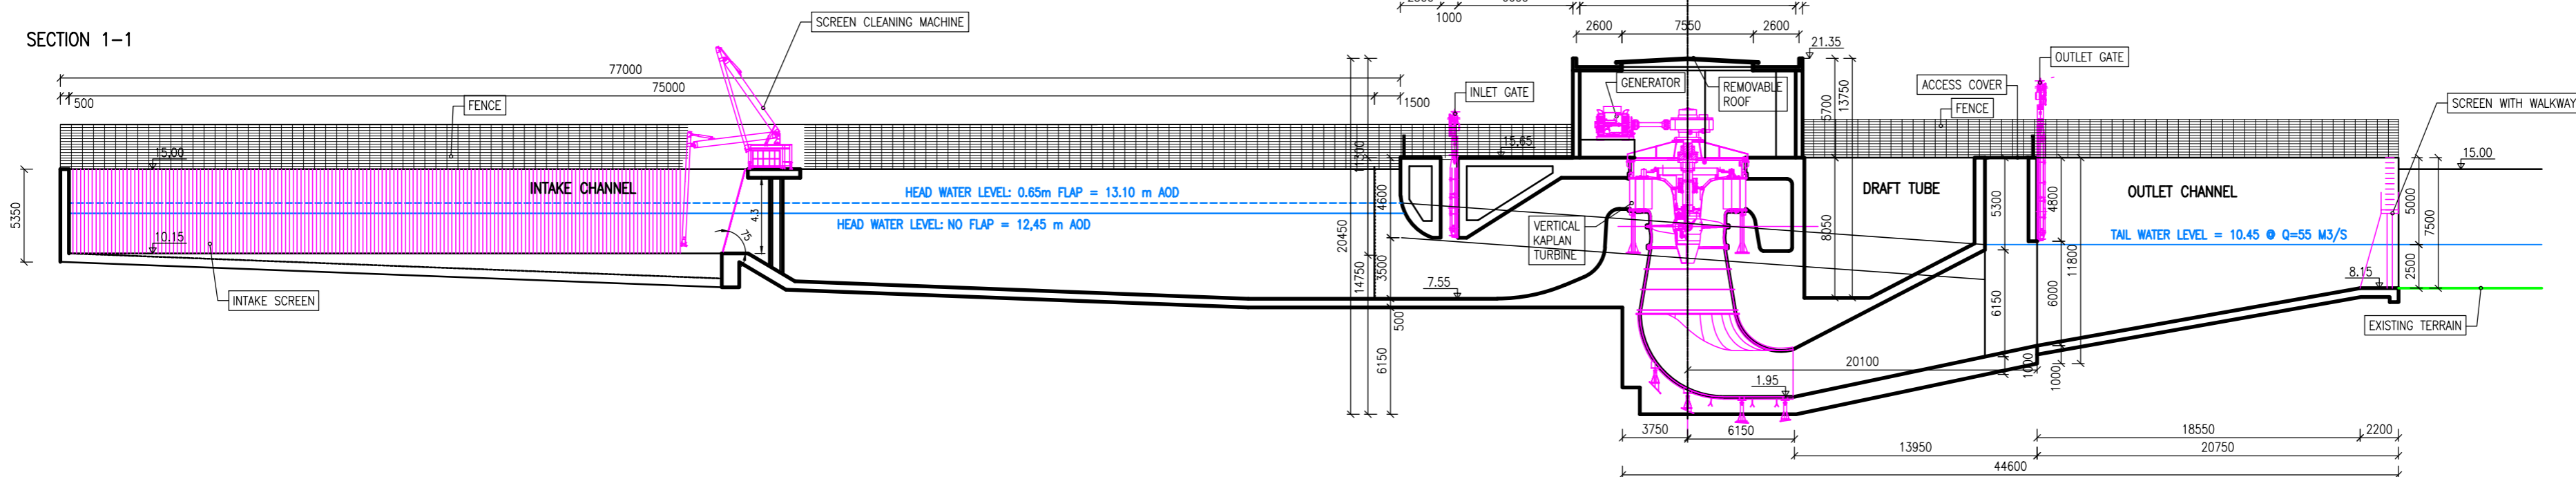 SECTION 1-1
SCREEN CLEANING MACHINE
1000
2600
7550
2600
21.35
OUTLET GATE
77000
75000
500
1500
FENCE
INLET GATE
GENERATOR
REMOVABLE
ROOF
5700
13750
ACCESS COVER
FENCE
SCREEN WITH WALKWAY
15,00
15,65
15.00
1300
INTAKE CHANNEL
HEAD WATER LEVEL: 0.65m FLAP = 13.10 m AOD
HEAD WATER LEVEL: NO FLAP = 12,45 m AOD
DRAFT TUBE
OUTLET CHANNEL
TAIL WATER LEVEL = 10.45 @ Q=55 M3/S
5350
10.15
4.3
75
4600
20450
14750
3500
500
6150
VERTICAL
KAPLAN
TURBINE
8050
5300
4800
11800
6150
6000
1000
1000
5000
7500
2500
8.15
INTAKE SCREEN
7.55
EXISTING TERRAIN
20100
1.95
3750
6150
18550
2200
13950
20750
44600